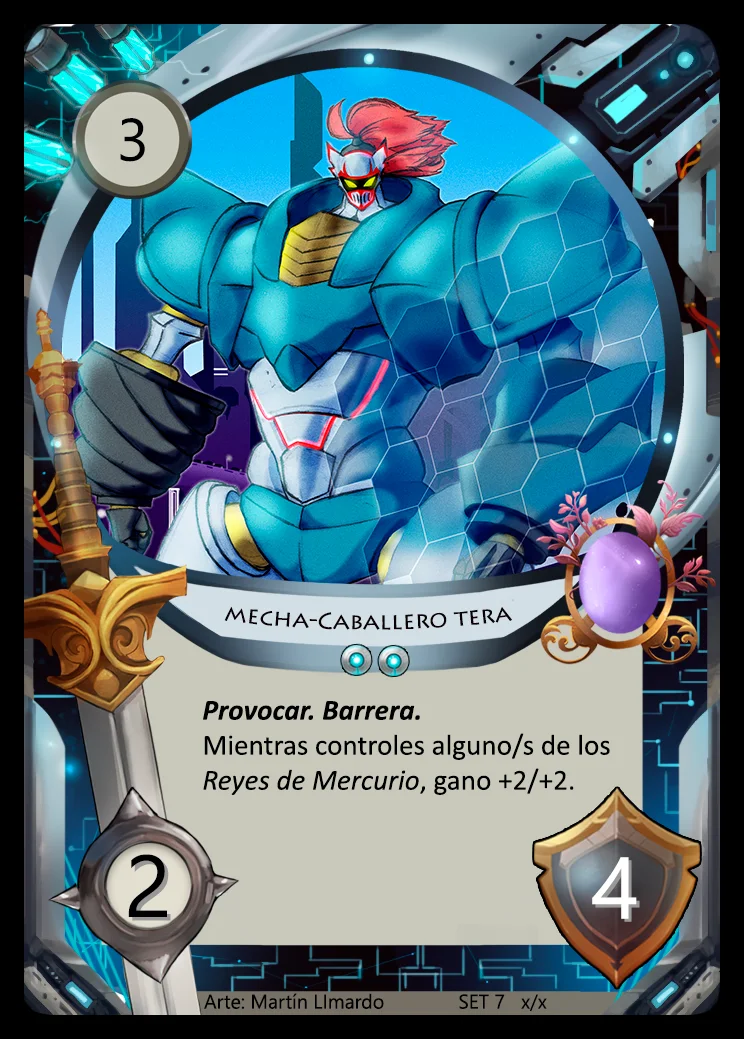 3
MECHA-CABALLERO TERA
Provocar. Barrera.
Mientras controles alguno/s de los
Reyes de Mercurio, gano +2/+2.
2
4
Arte: Martín LImardo SET 7 x/x